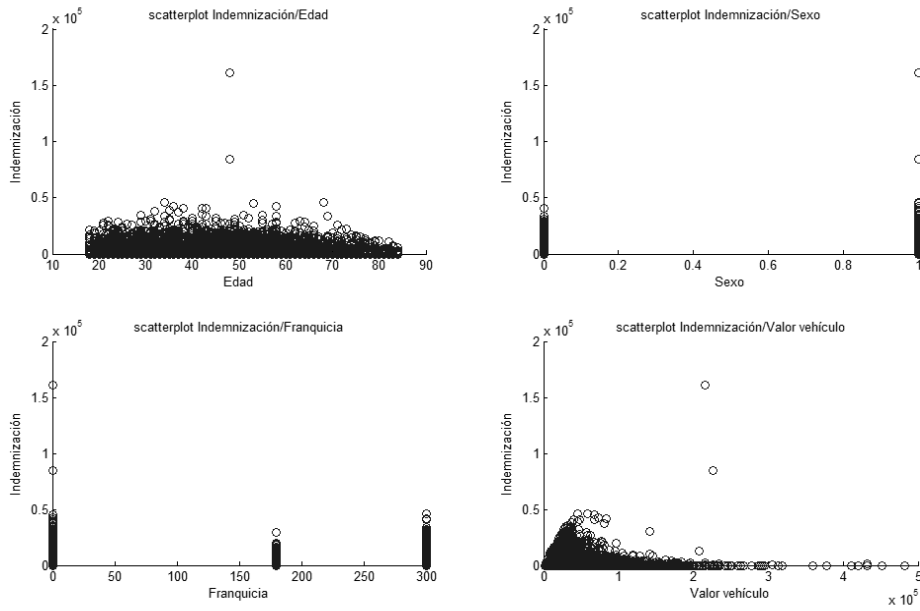 scatterplot Indemnización/Edad
x 10^5
2
1.5
1
0.5
0
Indemnización
10 20 30 40 50 60 70 80 90
Edad
scatterplot Indemnización/Sexo
x 10^5
2
1.5
1
0.5
0
Indemnización
0 0.2 0.4 0.6 0.8 1
Sexo
scatterplot Indemnización/Franquicia
x 10^5
2
1.5
1
0.5
0
Indemnización
0 50 100 150 200 250 300
Franquicia
scatterplot Indemnización/Valor vehículo
x 10^5
2
1.5
1
0.5
0
Indemnización
0 1 2 3 4 5
Valor vehículo
x 10^5